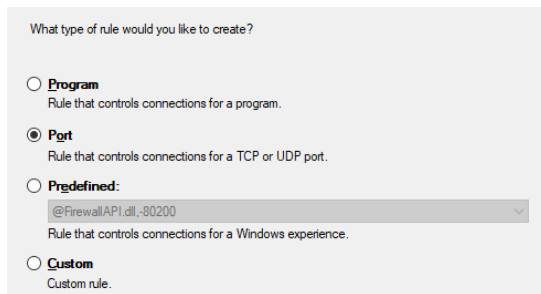 What type of rule would you like to create?
Program
Rule that controls connections for a program.
Port
Rule that controls connections for a TCP or UDP port.
Predefined:
@FirewallAPI.dll,-80200
Rule that controls connections for a Windows experience.
Custom
Custom rule.